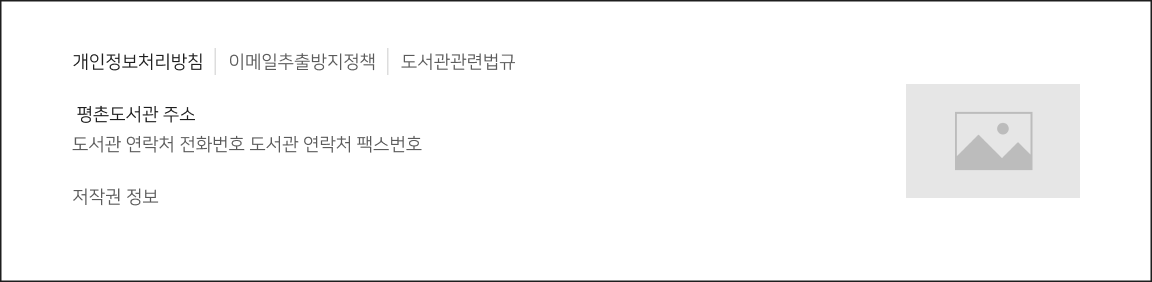 개인정보처리방침 이메일추출방지정책 도서관관련법규
평촌도서관 주소
도서관 연락처 전화번호 도서관 연락처 팩스번호
저작권 정보